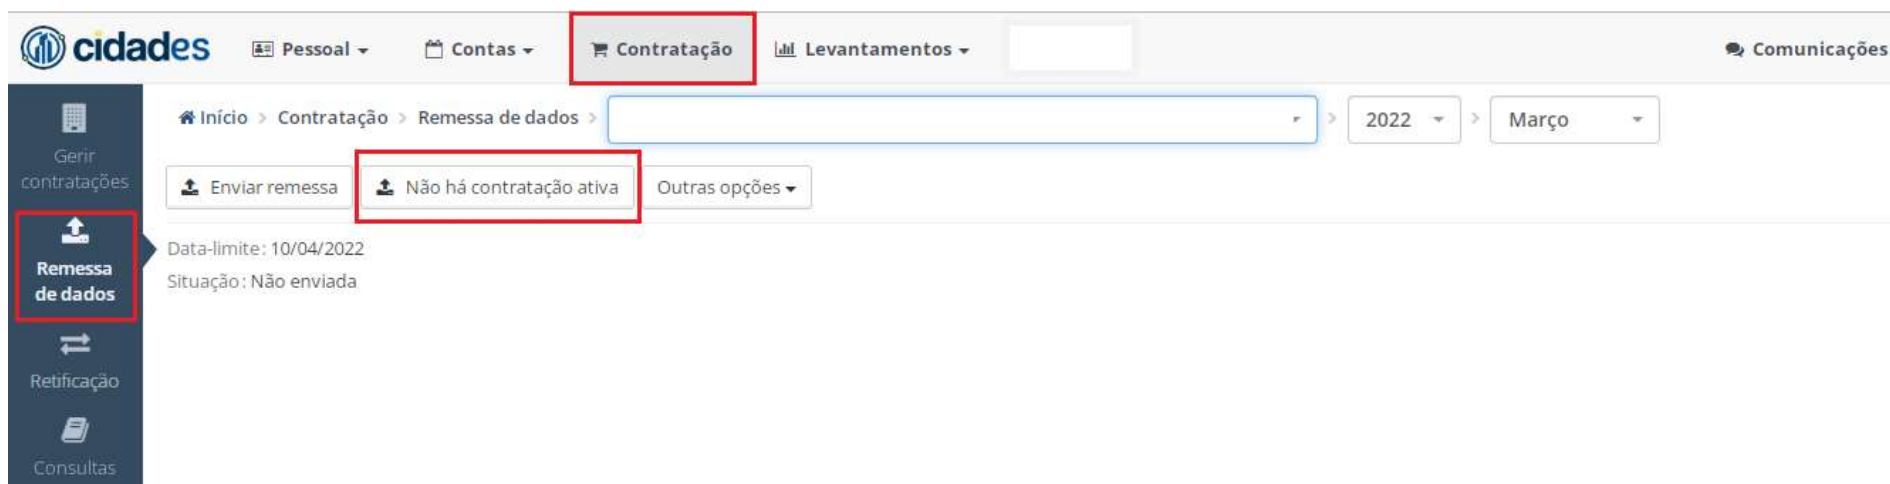 cidades Pessoal Contas Contratação Levantamentos Comunicações
Início > Contratação > Remessa de dados > > 2022 > Março
Gerir
contratações
Enviar remessa Não há contratação ativa Outras opções
Remessa
de dados
Data-limite: 10/04/2022
Situação: Não enviada
Retificação
Consultas